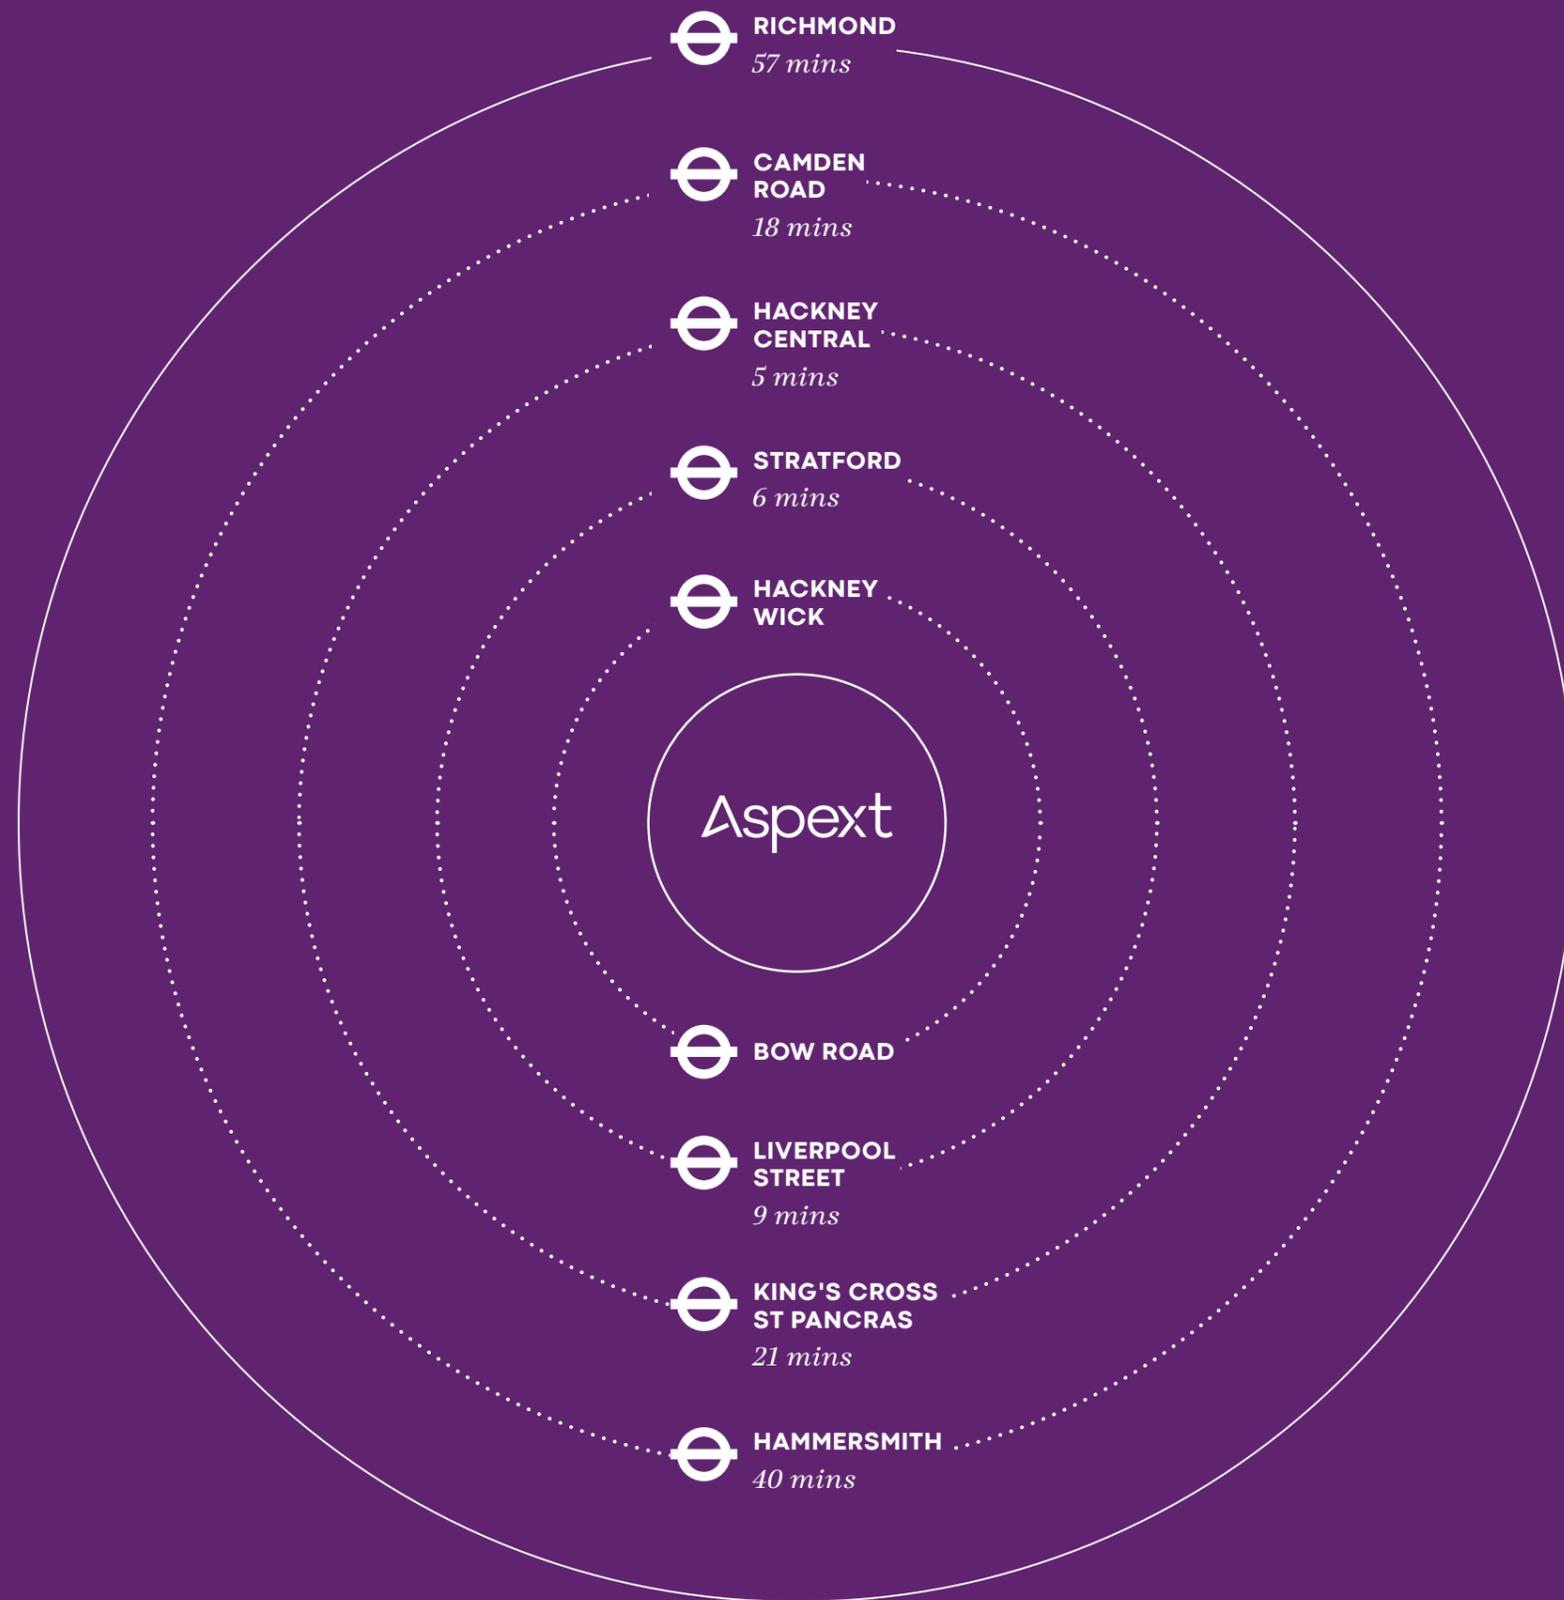 RICHMOND
57 mins
CAMDEN
ROAD
18 mins
HACKNEY
CENTRAL
5 mins
STRATFORD
6 mins
HACKNEY
WICK
Aspext
BOW ROAD
LIVERPOOL
STREET
9 mins
KING'S CROSS
ST PANCRAS
21 mins
HAMMERSMITH
40 mins